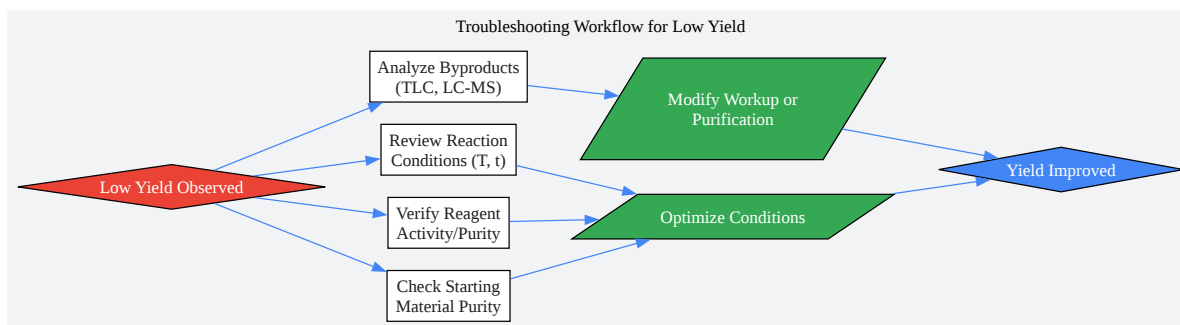 Troubleshooting Workflow for Low Yield
Analyze Byproducts
(TLC, LC-MS)
Modify Workup or
Purification
Review Reaction
Conditions (T, t)
Low Yield Observed
Yield Improved
Verify Reagent
Activity/Purity
Optimize Conditions
Check Starting
Material Purity